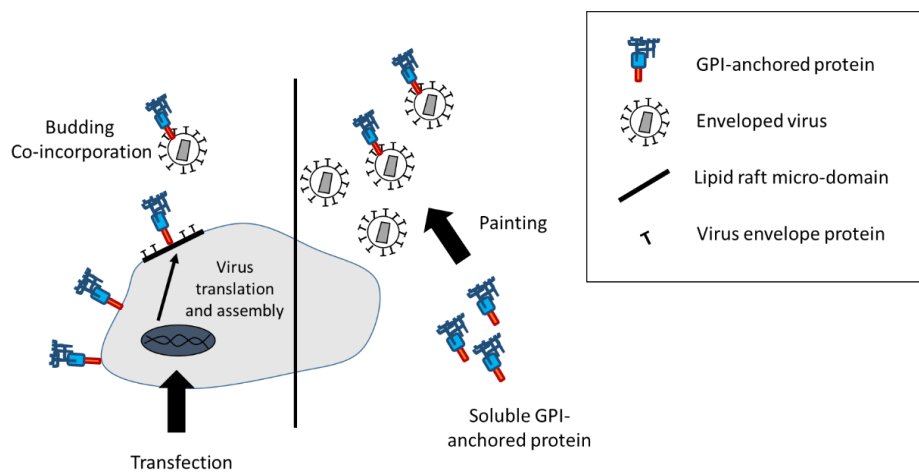 Budding
Co-incorporation
Virus
translation
and assembly
Transfection
Painting
Soluble GPI-
anchored protein
GPI-anchored protein
Enveloped virus
Lipid raft micro-domain
Virus envelope protein